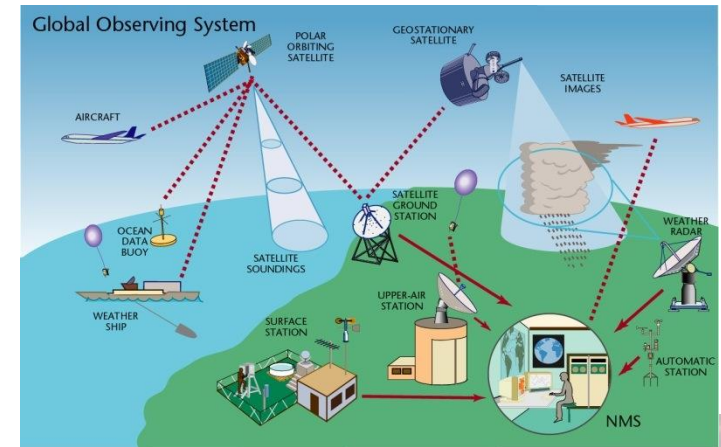 Global Observing System
POLAR
ORBITING
SATELLITE
GEOSTATIONARY
SATELLITE
SATELLITE
IMAGES
AIRCRAFT
OCEAN
DATA
BUOY
SATELLITE
SOUNDINGS
SATELLITE
GROUND
STATION
WEATHER
RADAR
WEATHER
SHIP
UPPER-AIR
STATION
SURFACE
STATION
AUTOMATIC
STATION
NMS